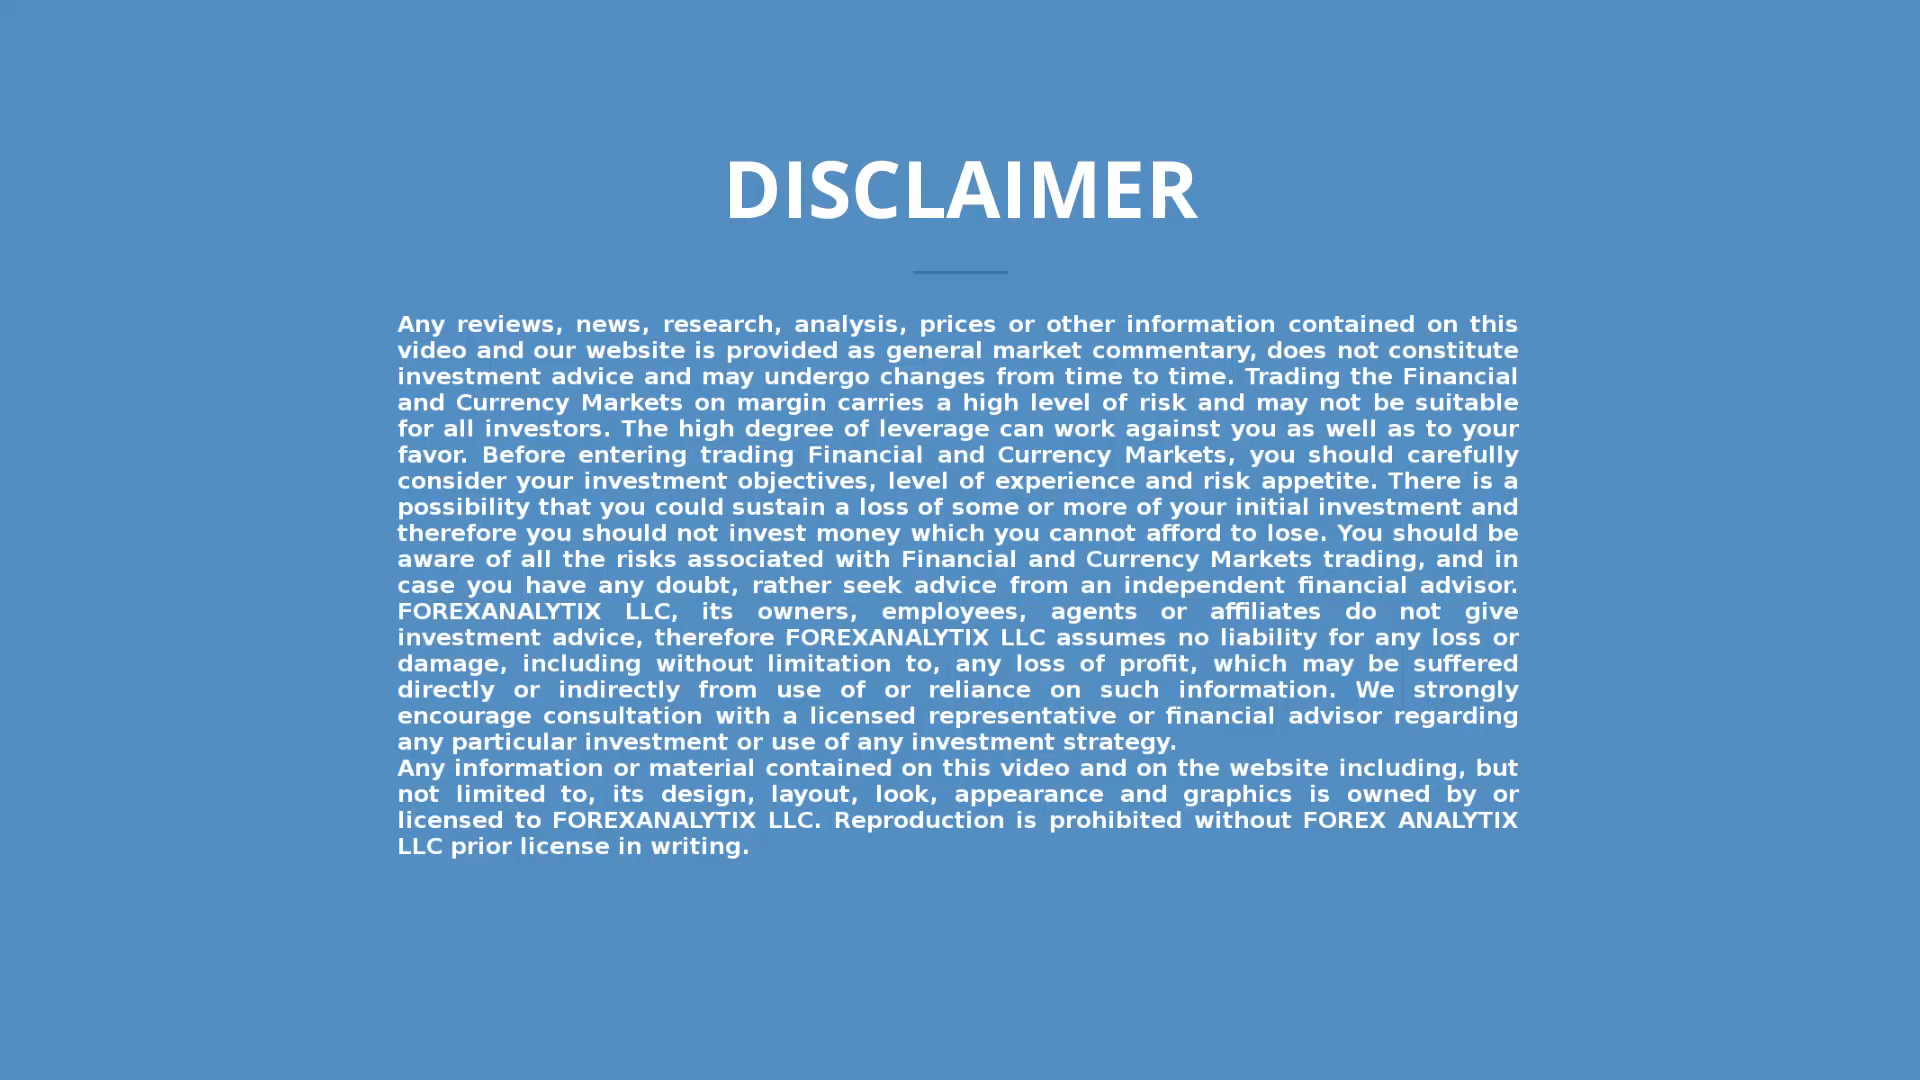 DISCLAIMER
Any reviews, news, research, analysis, prices or other information contained on this
video and our website is provided as general market commentary, does not constitute
investment advice and may undergo changes from time to time. Trading the Financial
and Currency Markets on margin carries a high level of risk and may not be suitable
for all investors. The high degree of leverage can work against you as well as to your
favor. Before entering trading Financial and Currency Markets, you should carefully
consider your investment objectives, level of experience and risk appetite. There is a
possibility that you could sustain a loss of some or more of your initial investment and
therefore you should not invest money which you cannot afford to lose. You should be
aware of all the risks associated with Financial and Currency Markets trading, and in
case you have any doubt, rather seek advice from an independent financial advisor.
FOREXANALYTIX LLC, its owners, employees, agents or affiliates do not give
investment advice, therefore FOREXANALYTIX LLC assumes no liability for any loss or
damage, including without limitation to, any loss of profit, which may be suffered
directly or indirectly from use of or reliance on such information. We strongly
encourage consultation with a licensed representative or financial advisor regarding
any particular investment or use of any investment strategy.
Any information or material contained on this video and on the website including, but
not limited to, its design, layout, look, appearance and graphics is owned by or
licensed to FOREXANALYTIX LLC. Reproduction is prohibited without FOREX ANALYTIX
LLC prior license in writing.